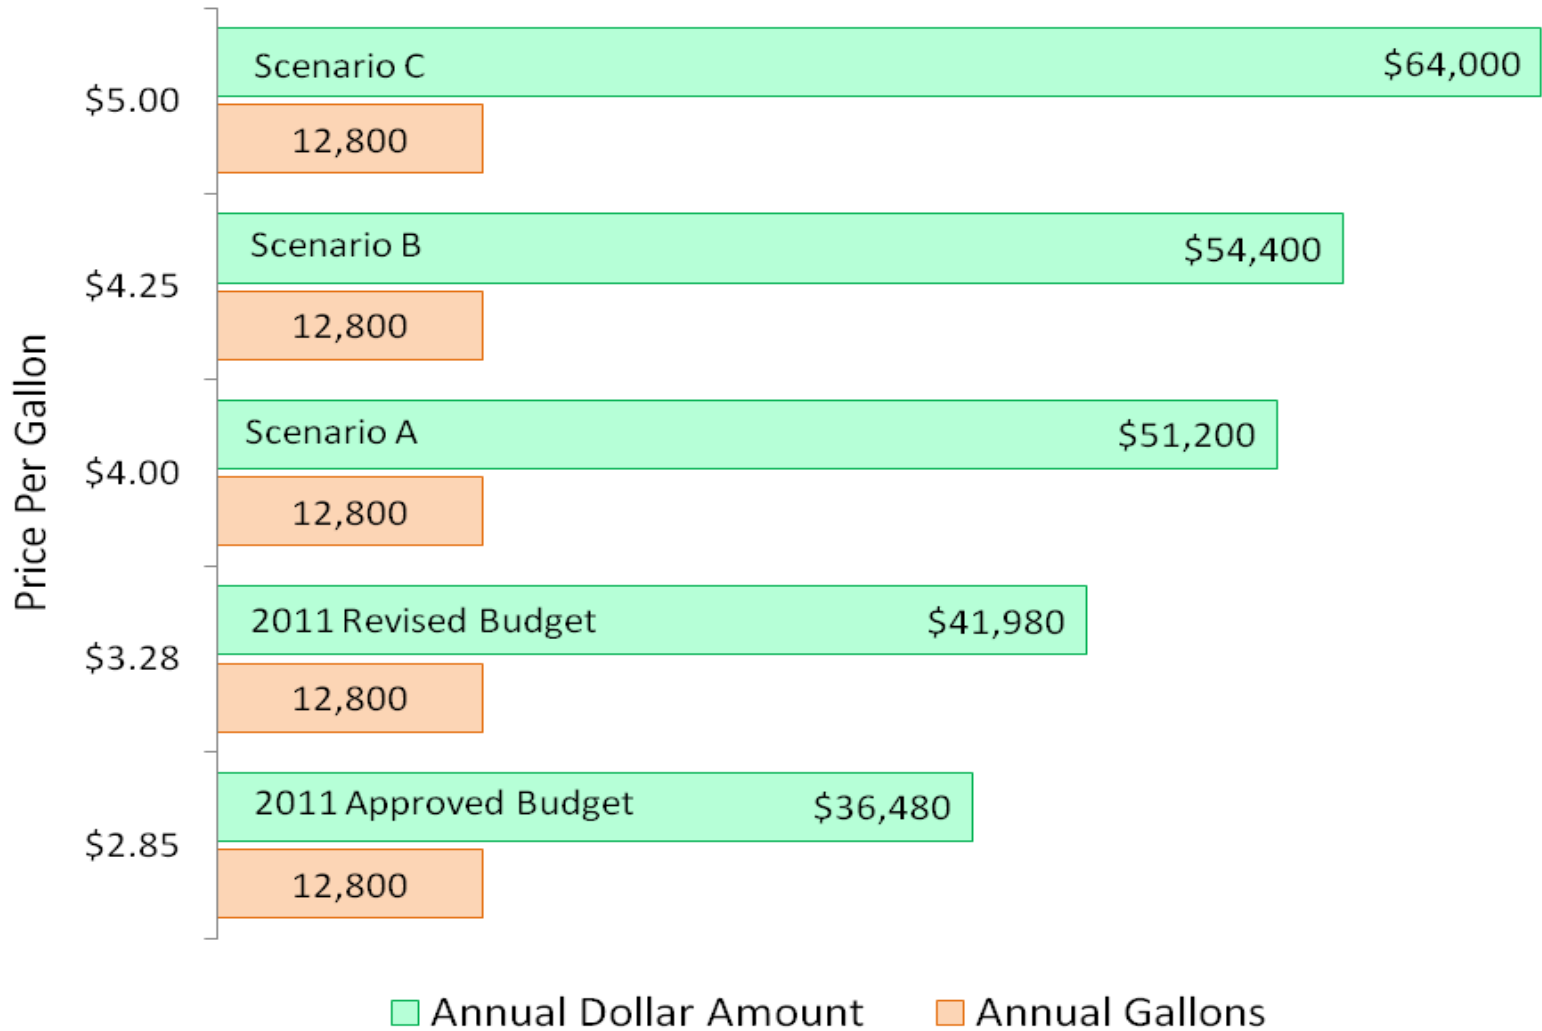 Scenario C
$64,000
$5.00
12,800
Scenario B
$54,400
$4.25
12,800
Price Per Gallon
Scenario A
$51,200
$4.00
12,800
2011 Revised Budget
$41,980
$3.28
12,800
2011 Approved Budget
$36,480
$2.85
12,800
Annual Dollar Amount
Annual Gallons